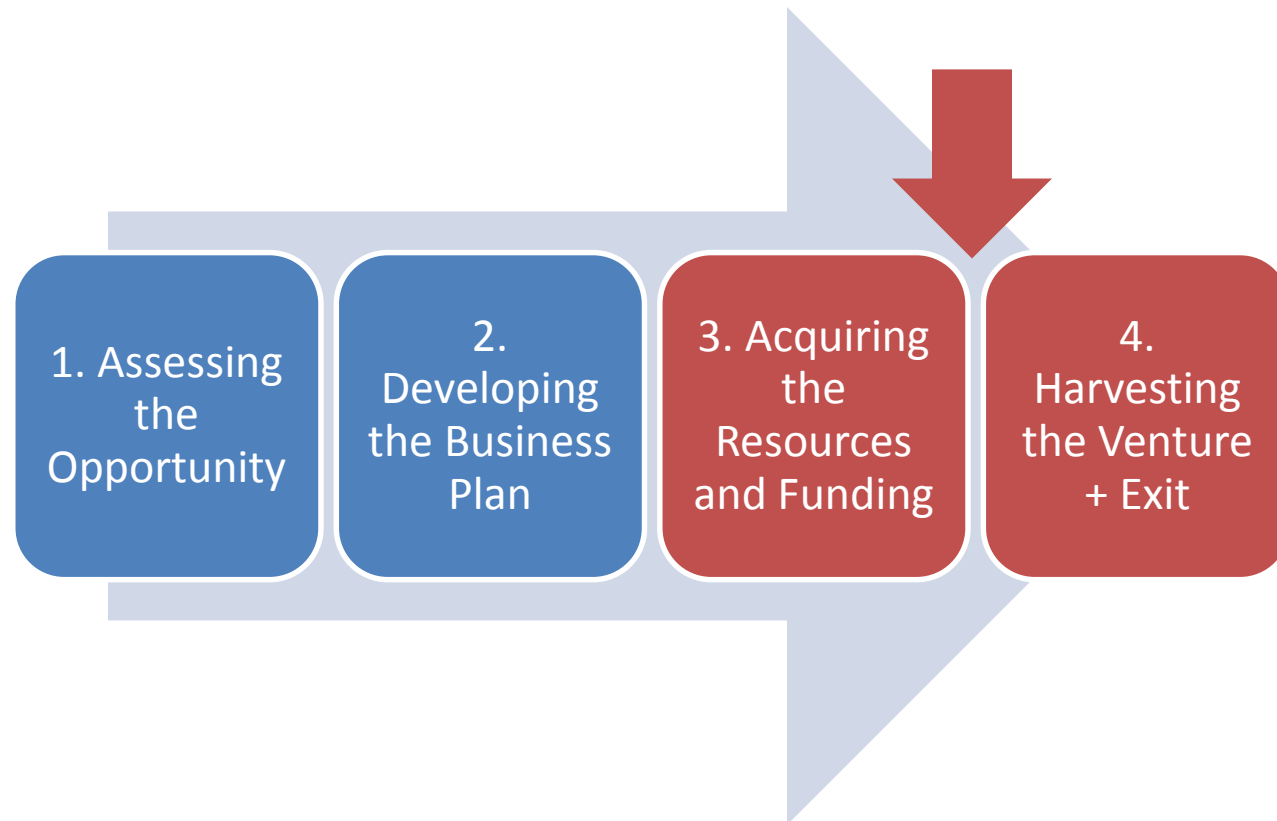 1. Assessing
the
Opportunity
2.
Developing
the Business
Plan
3. Acquiring
the
Resources
and Funding
4.
Harvesting
the Venture
+ Exit